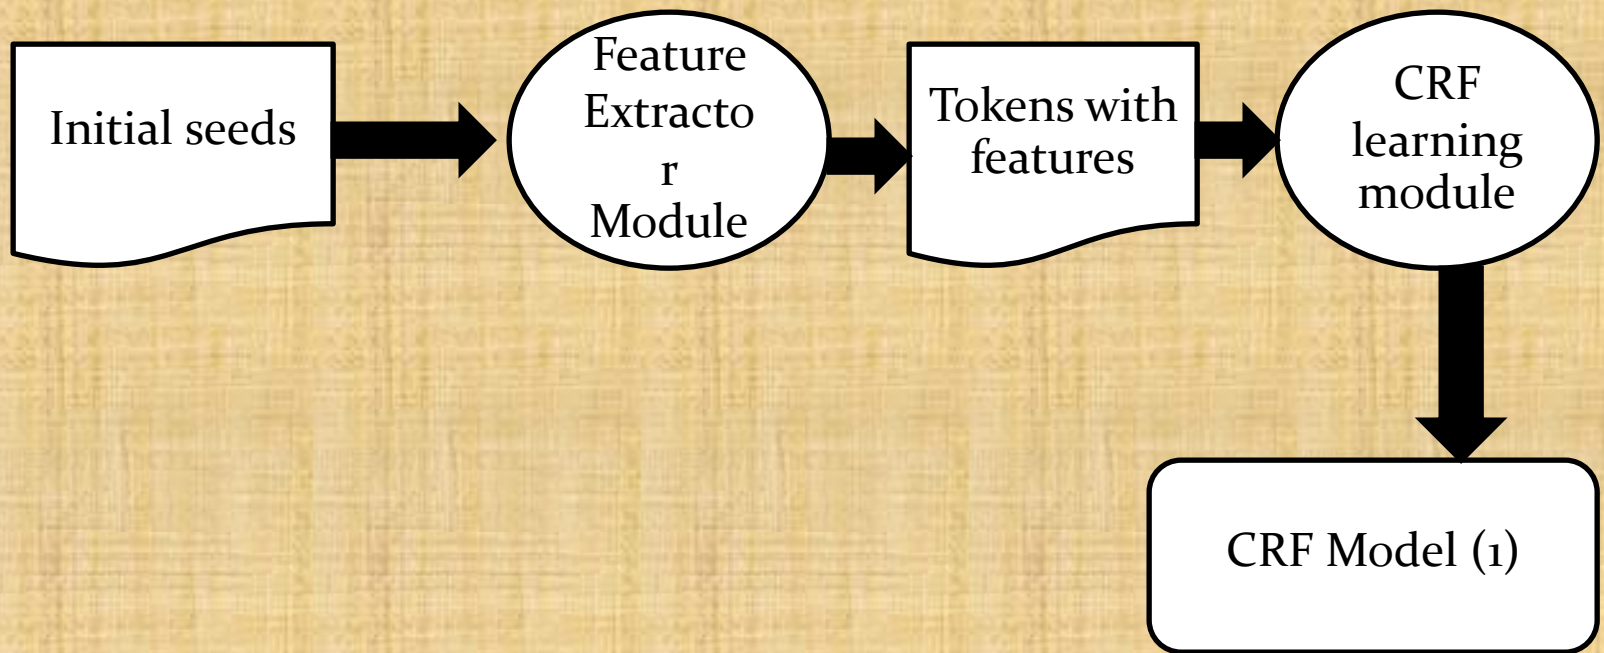 Initial seeds
Feature
Extracto
r
Module
Tokens with
features
CRF
learning
module
CRF Model (1)